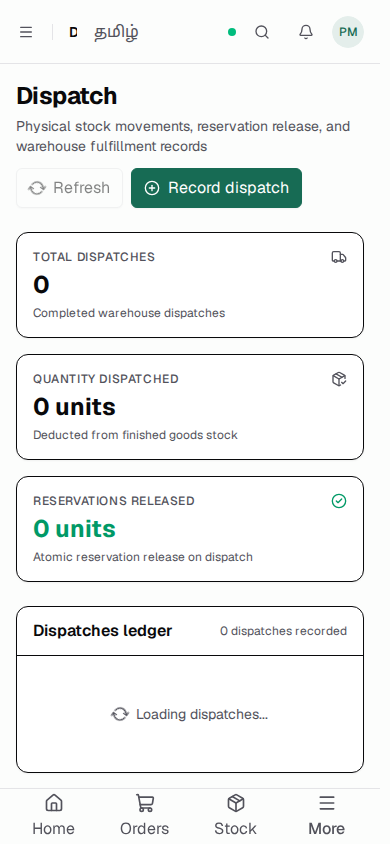 D தமிழ் PM
Dispatch
Physical stock movements, reservation release, and
warehouse fulfillment records
Refresh Record dispatch
TOTAL DISPATCHES
0
Completed warehouse dispatches
QUANTITY DISPATCHED
0 units
Deducted from finished goods stock
RESERVATIONS RELEASED
0 units
Atomic reservation release on dispatch
Dispatches ledger 0 dispatches recorded
Loading dispatches...
Home Orders Stock More